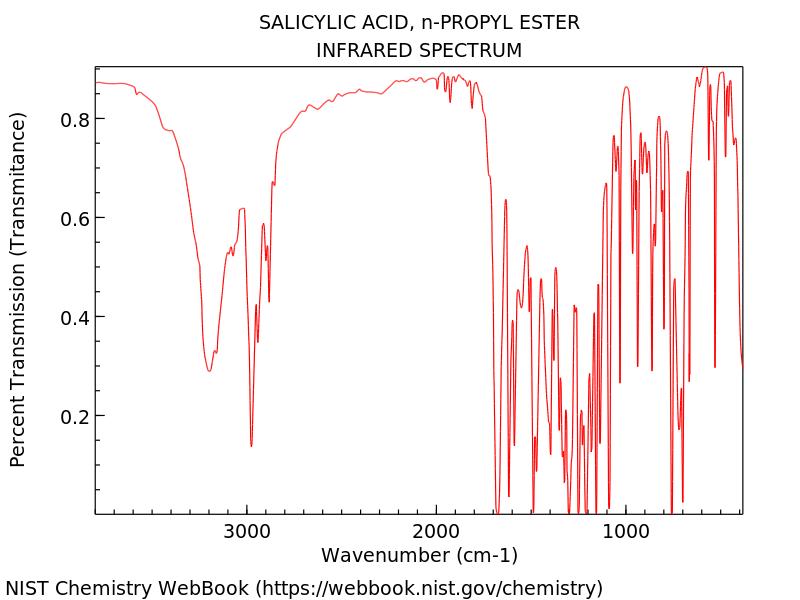 SALICYLIC ACID, n-PROPYL ESTER
INFRARED SPECTRUM
Percent Transmission (Transmitance)
0.8
0.6
0.4
0.2
3000 2000 1000
Wavenumber (cm-1)
NIST Chemistry WebBook (https://webbook.nist.gov/chemistry)